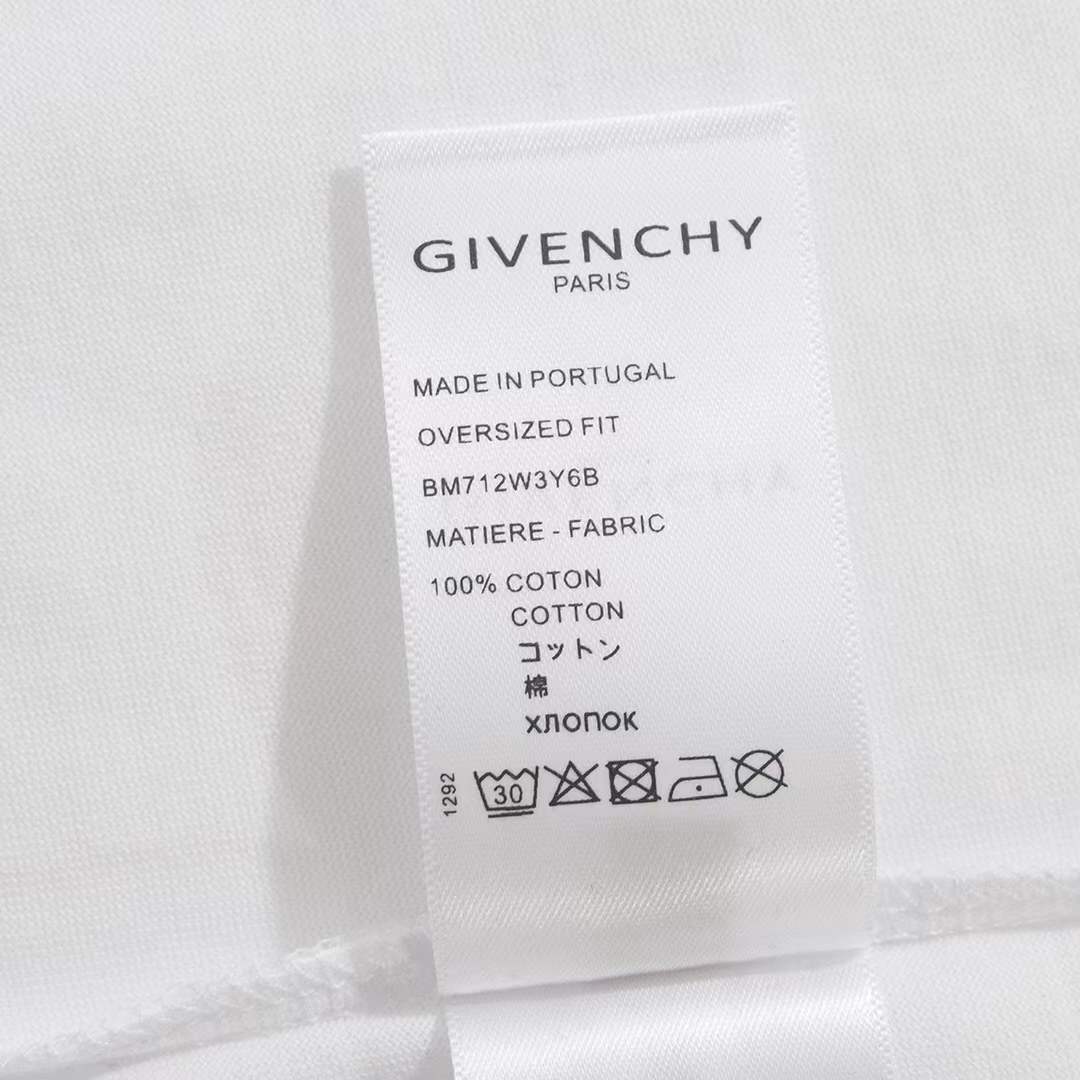 GIVENCHY
PARIS
MADE IN PORTUGAL
OVERSIZED FIT
BM712W3Y6B
MATIERE - FABRIC
100% COTON
COTTON
コットン
棉
хлопок
1292
30